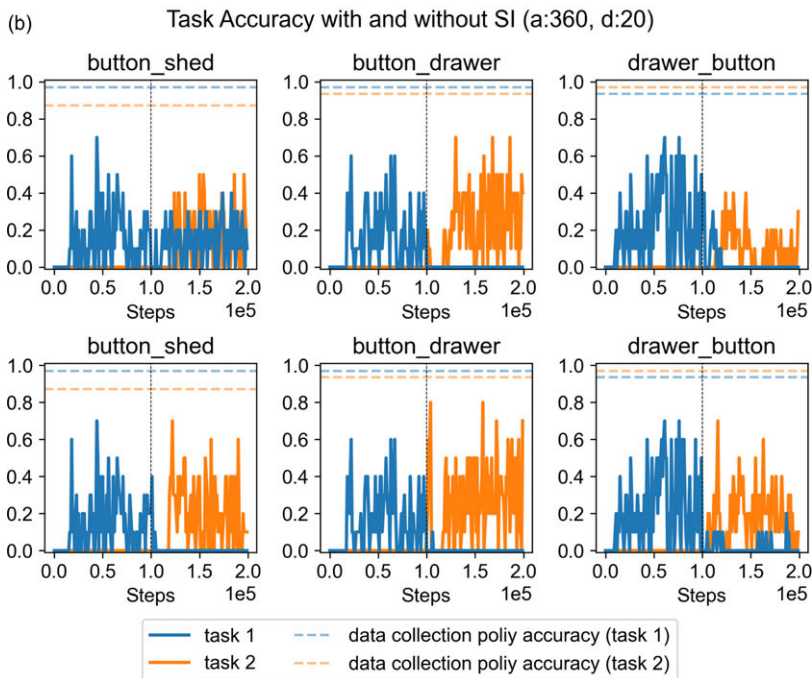 (b) Task Accuracy with and without SI (a:360, d:20)
button_shed button_drawer drawer_button
1.0
0.8
0.6
0.4
0.2
0.0
0.0 0.5 1.0 1.5 2.0 0.0 0.5 1.0 1.5 2.0 0.0 0.5 1.0 1.5 2.0
Steps 1e5 Steps 1e5 Steps 1e5
button_shed button_drawer drawer_button
1.0
0.8
0.6
0.4
0.2
0.0
0.0 0.5 1.0 1.5 2.0 0.0 0.5 1.0 1.5 2.0 0.0 0.5 1.0 1.5 2.0
Steps 1e5 Steps 1e5 Steps 1e5
task 1 data collection poliy accuracy (task 1)
task 2 data collection poliy accuracy (task 2)